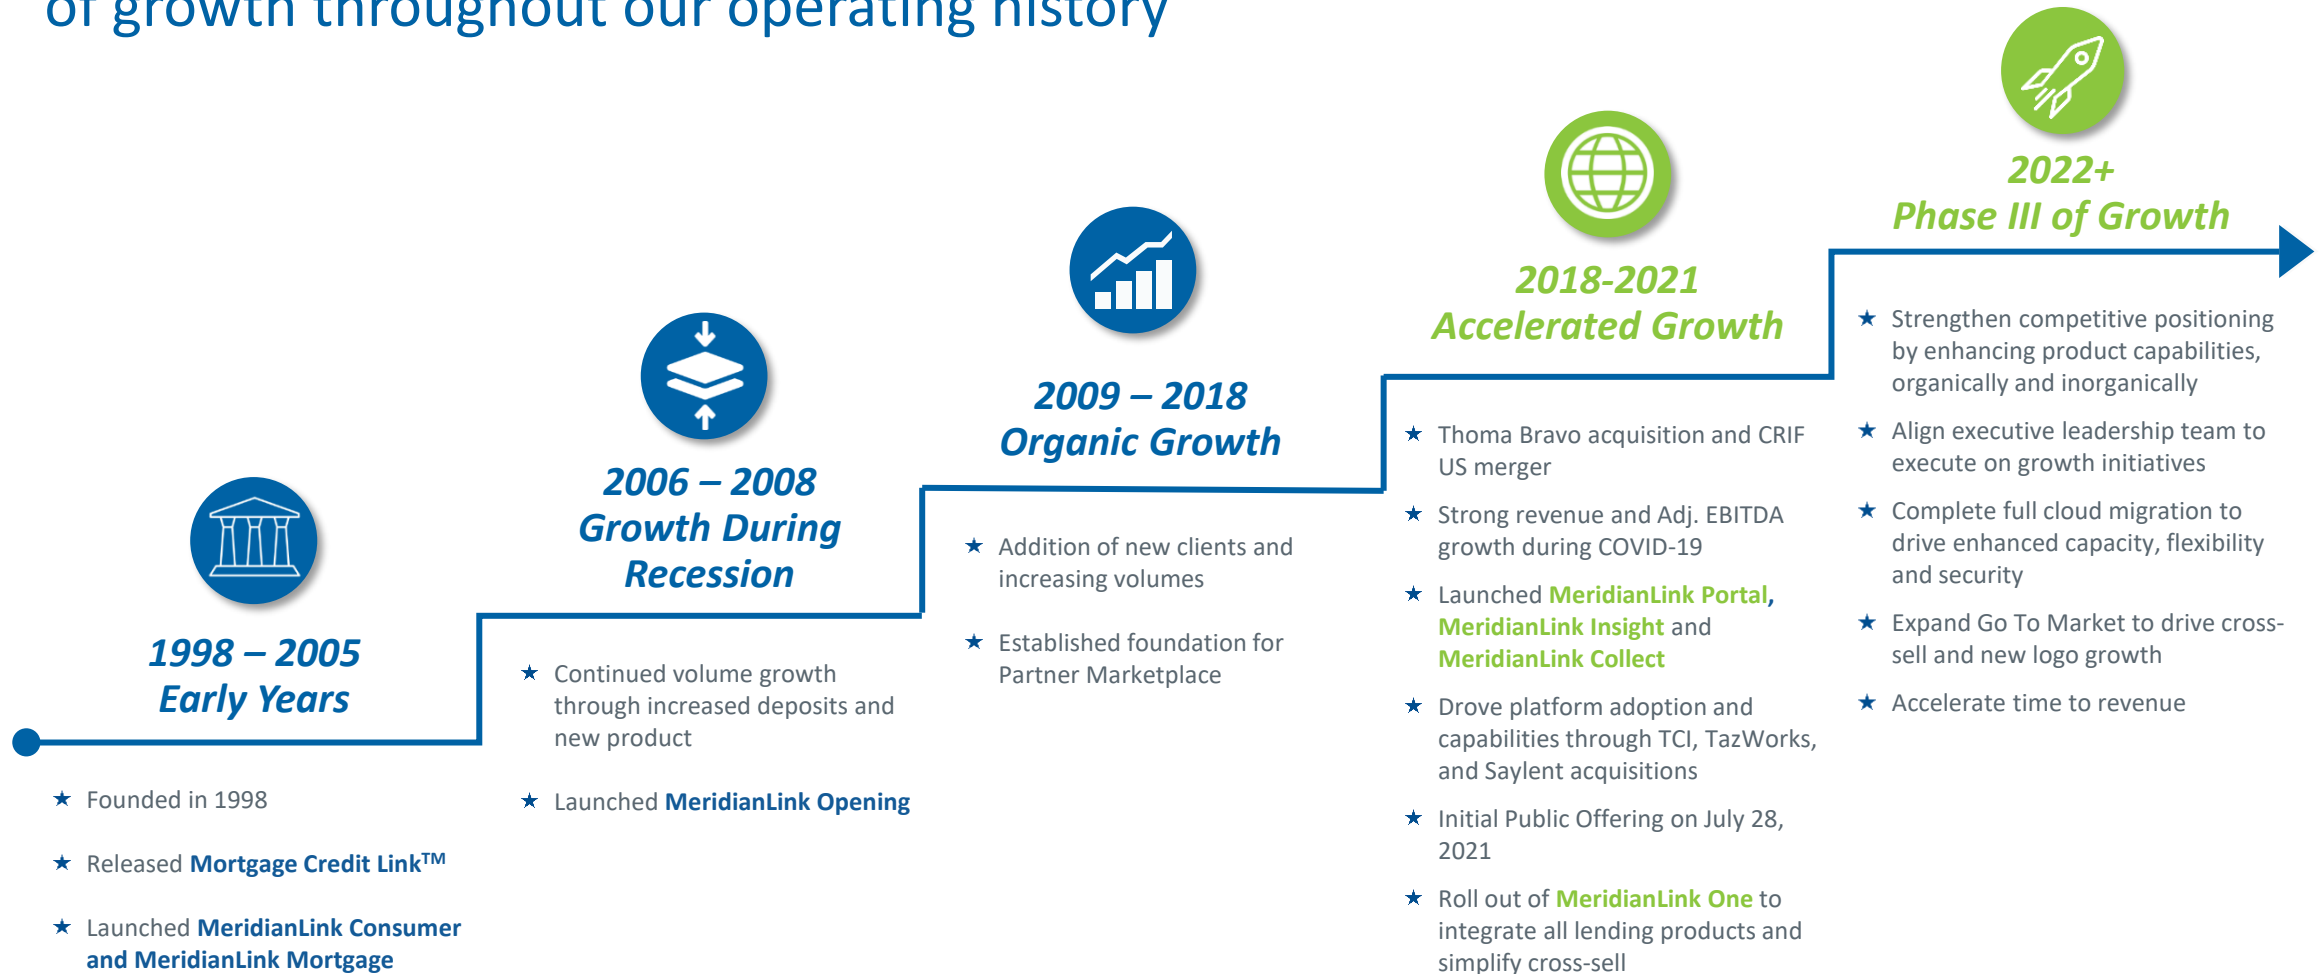 of growth throughout our operating history
1998 – 2005
Early Years
★ Founded in 1998
★ Released Mortgage Credit Link™
★ Launched MeridianLink Consumer
and MeridianLink Mortgage
2006 – 2008
Growth During
Recession
★ Continued volume growth
through increased deposits and
new product
★ Launched MeridianLink Opening
2009 – 2018
Organic Growth
★ Addition of new clients and
increasing volumes
★ Established foundation for
Partner Marketplace
2018-2021
Accelerated Growth
★ Thoma Bravo acquisition and CRIF
US merger
★ Strong revenue and Adj. EBITDA
growth during COVID-19
★ Launched MeridianLink Portal,
MeridianLink Insight and
MeridianLink Collect
★ Drove platform adoption and
capabilities through TCI, TazWorks,
and Saylent acquisitions
★ Initial Public Offering on July 28,
2021
★ Roll out of MeridianLink One to
integrate all lending products and
simplify cross-sell
2022+
Phase III of Growth
★ Strengthen competitive positioning
by enhancing product capabilities,
organically and inorganically
★ Align executive leadership team to
execute on growth initiatives
★ Complete full cloud migration to
drive enhanced capacity, flexibility
and security
★ Expand Go To Market to drive cross-
sell and new logo growth
★ Accelerate time to revenue